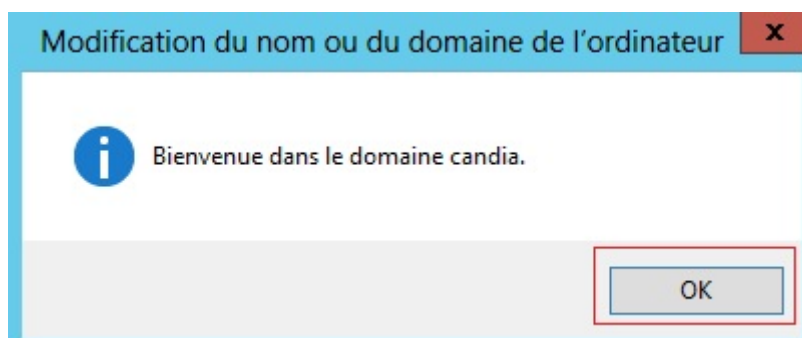 Modification du nom ou du domaine de l'ordinateur
x
Bienvenue dans le domaine candia.
OK